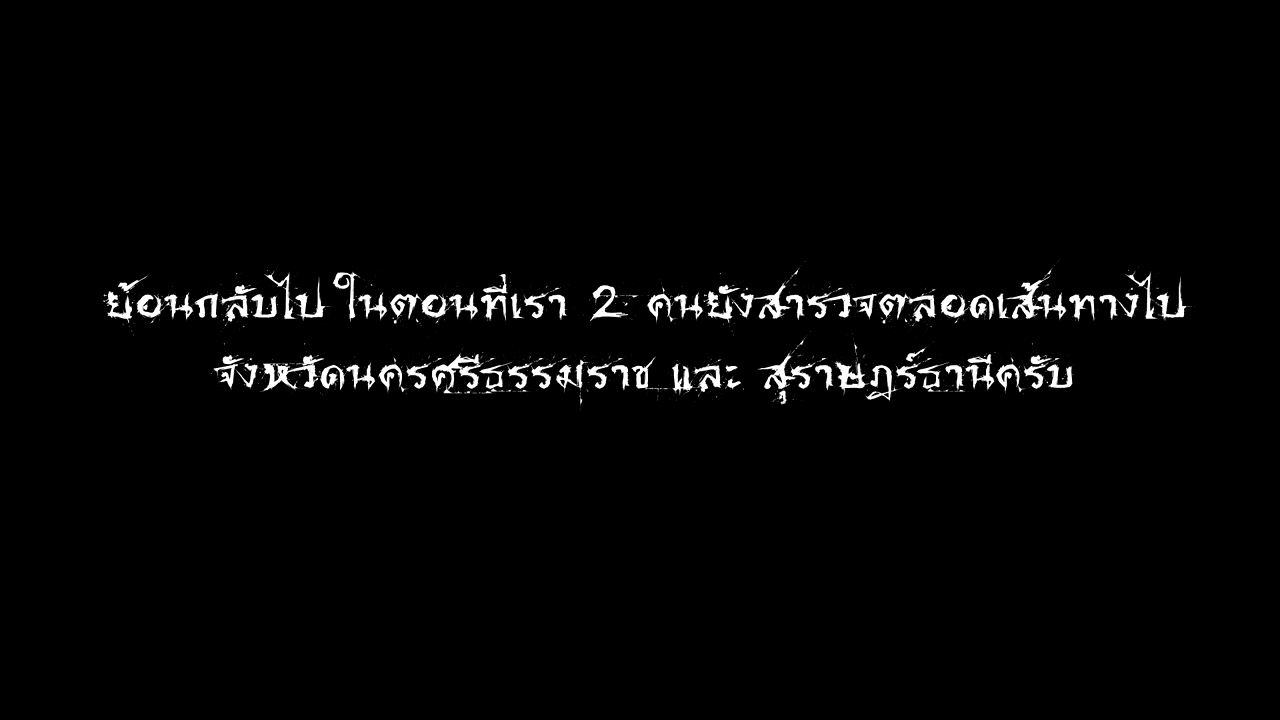 ย้อนกลับไป ในตอนที่เรา 2 คนยังสารวจตลอดเส้นทางไป
จังหวัดนครศรีธรรมราช และ สุราษฎร์ธานีครับ